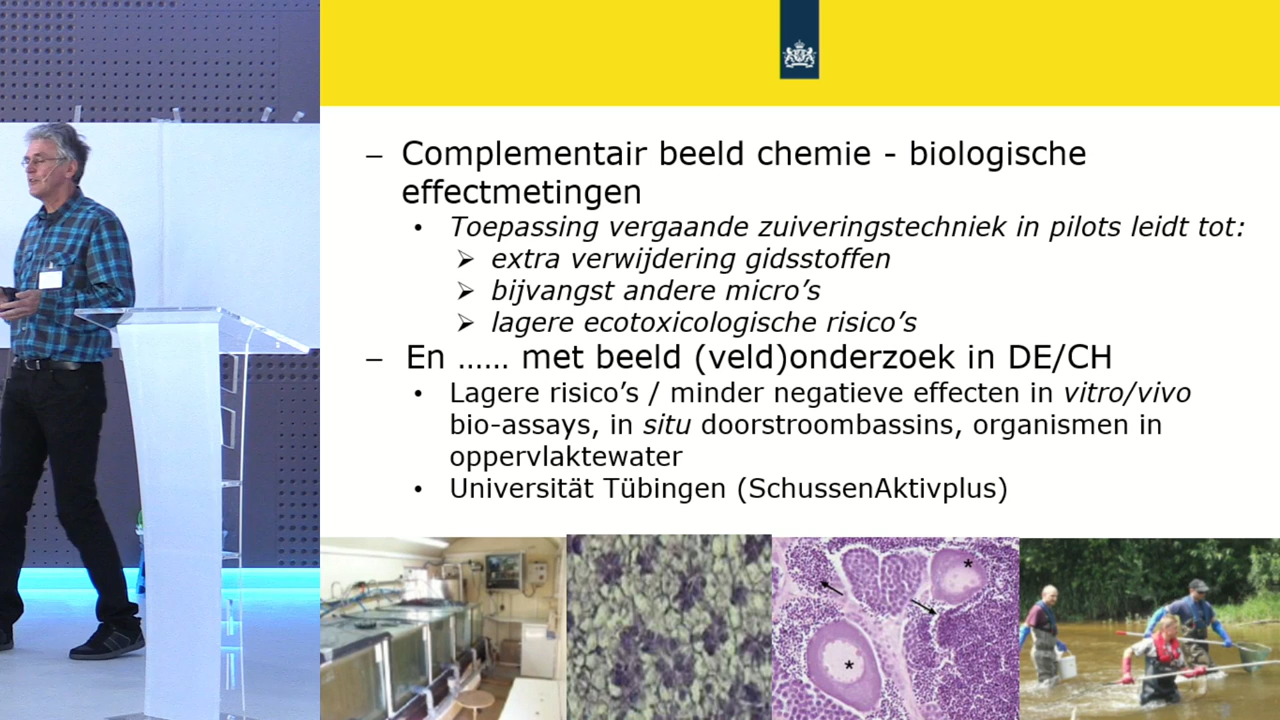 – Complementair beeld chemie - biologische
effectmetingen
• Toepassing vergaande zuiveringstechniek in pilots leidt tot:
➢ extra verwijdering gidsstoffen
➢ bijvangst andere micro’s
➢ lagere ecotoxicologische risico’s
– En …… met beeld (veld)onderzoek in DE/CH
• Lagere risico’s / minder negatieve effecten in vitro/vivo
bio-assays, in situ doorstroombassins, organismen in
oppervlaktewater
• Universität Tübingen (SchussenAktivplus)
*
*